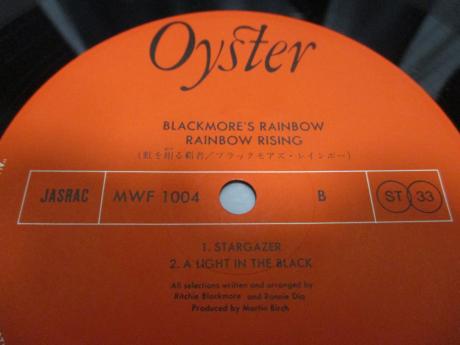 Oyster
BLACKMORE'S RAINBOW
RAINBOW RISING
(虹を翔る覇者/ブラックモアズ・レインボー)
JASRAC MWF 1004 B ST 33
1. STARGAZER
2. A LIGHT IN THE BLACK
All selections written and arranged by
Ritchie Blackmore and Ronnie Dio
Produced by Martin Birch